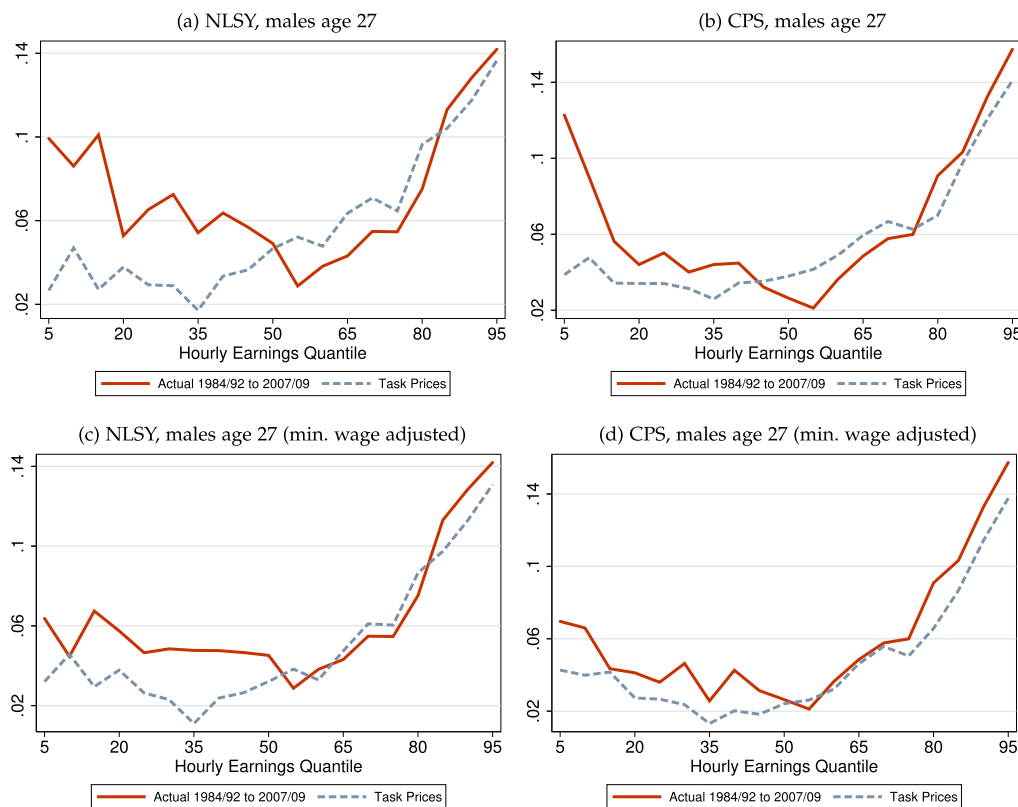 (a) NLSY, males age 27
.14
.1
.06
.02
5 20 35 50 65 80 95
Hourly Earnings Quantile
Actual 1984/92 to 2007/09 Task Prices
(b) CPS, males age 27
.14
.1
.06
.02
5 20 35 50 65 80 95
Hourly Earnings Quantile
Actual 1984/92 to 2007/09 Task Prices
(c) NLSY, males age 27 (min. wage adjusted)
.14
.1
.06
.02
5 20 35 50 65 80 95
Hourly Earnings Quantile
Actual 1984/92 to 2007/09 Task Prices
(d) CPS, males age 27 (min. wage adjusted)
.14
.1
.06
.02
5 20 35 50 65 80 95
Hourly Earnings Quantile
Actual 1984/92 to 2007/09 Task Prices